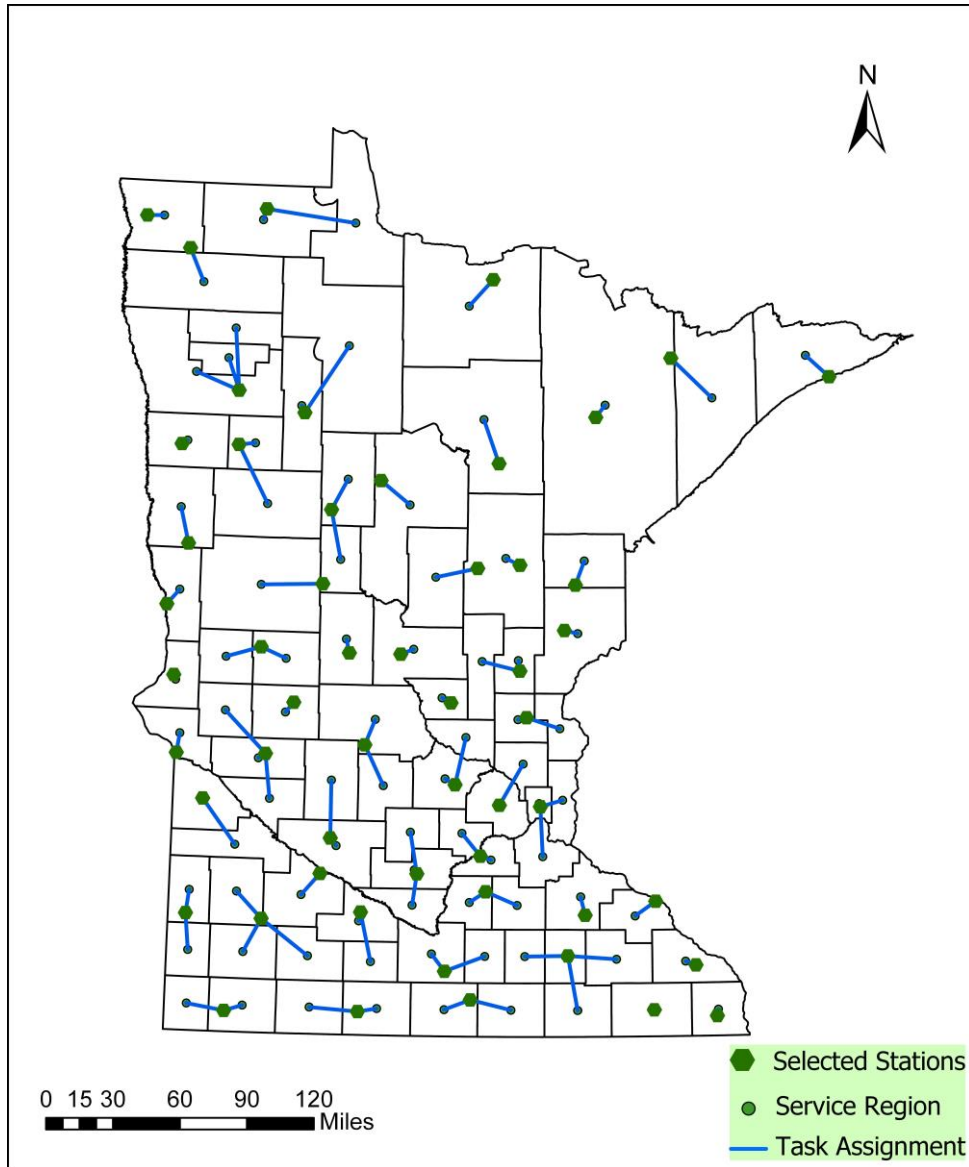 N
Selected Stations
Service Region
Task Assignment
0 15 30 60 90 120
Miles